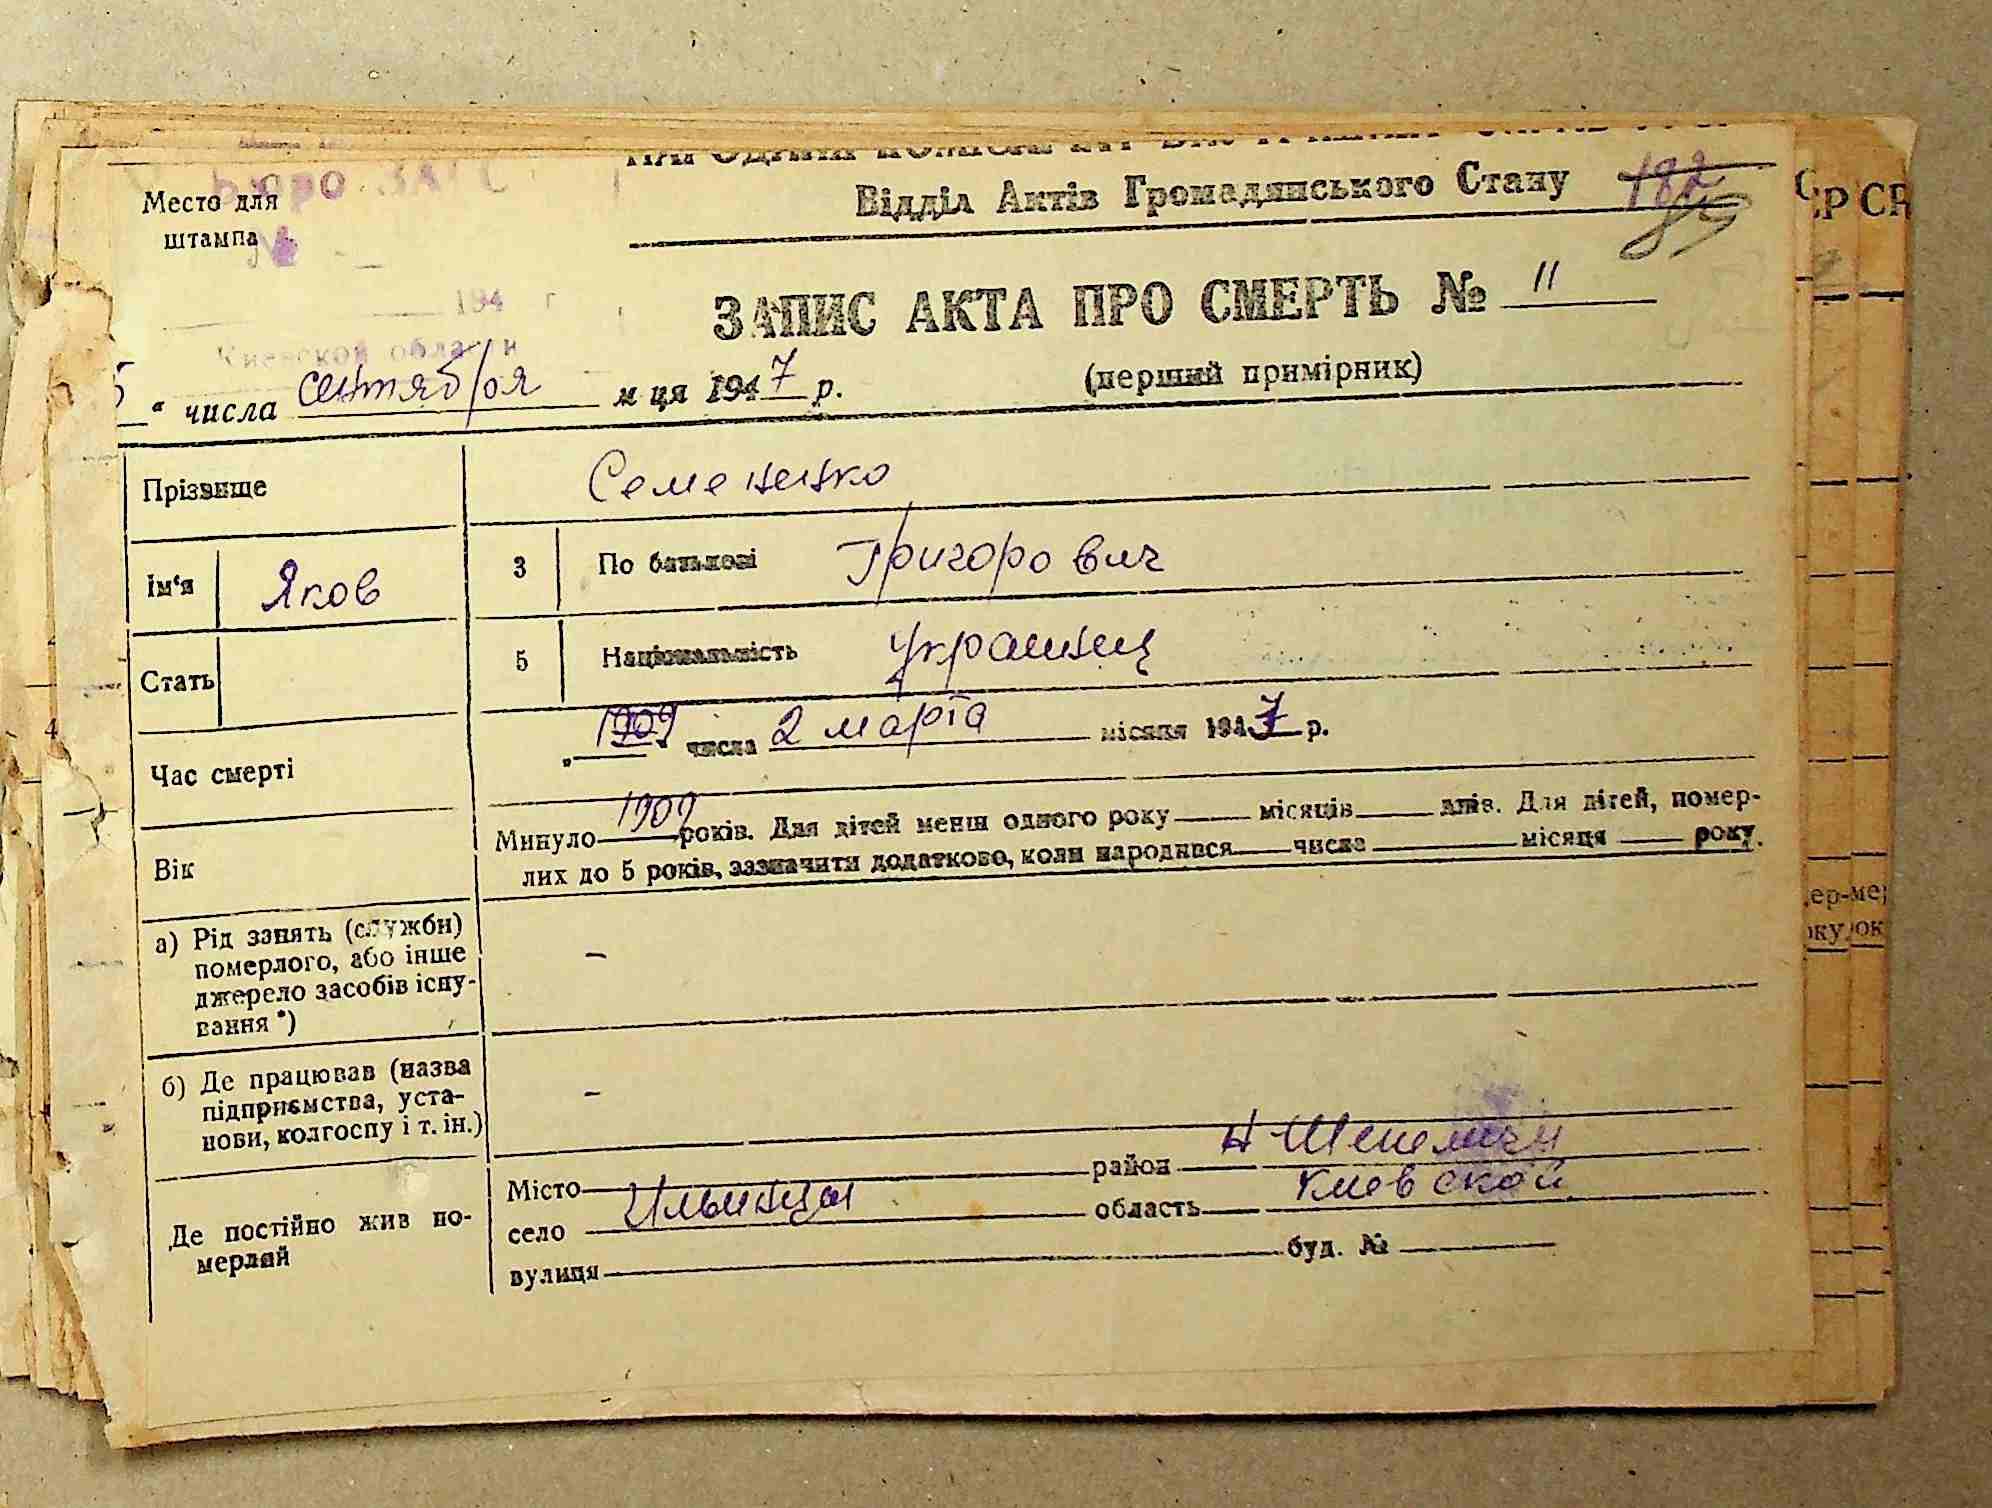 Бюро ЗАГС
Место для
штампа
Відділ Актів Громадянського Стану 182
194 г
ЗАПИС АКТА ПРО СМЕРТЬ № 11
Киевской области
(перший примірник)
5 “ числа сентября м ця 1947 р.
Прізвище Семененко
Ім‘я Яков 3 По батькові Григорович
Стать 5 Національність украинец
Час смерті „ 1909 “ числа 2 марта місяця 1947 р.
Вік Минуло 1909 років. Для дітей менш одного року місяців днів. Для дітей, помер-
лих до 5 років, зазначити додатково, коли народився числа місяця року.
а) Рід занять (служби) –
померлого, або інше
джерело засобів існу-
вання *)
б) Де працював (назва –
підприємства, уста-
нови, колгоспу і т. ін.)
Де постійно жив по-
мерлий
Місто район Н Шепеличи
село Ильинцы область Киевской
вулиця буд. №